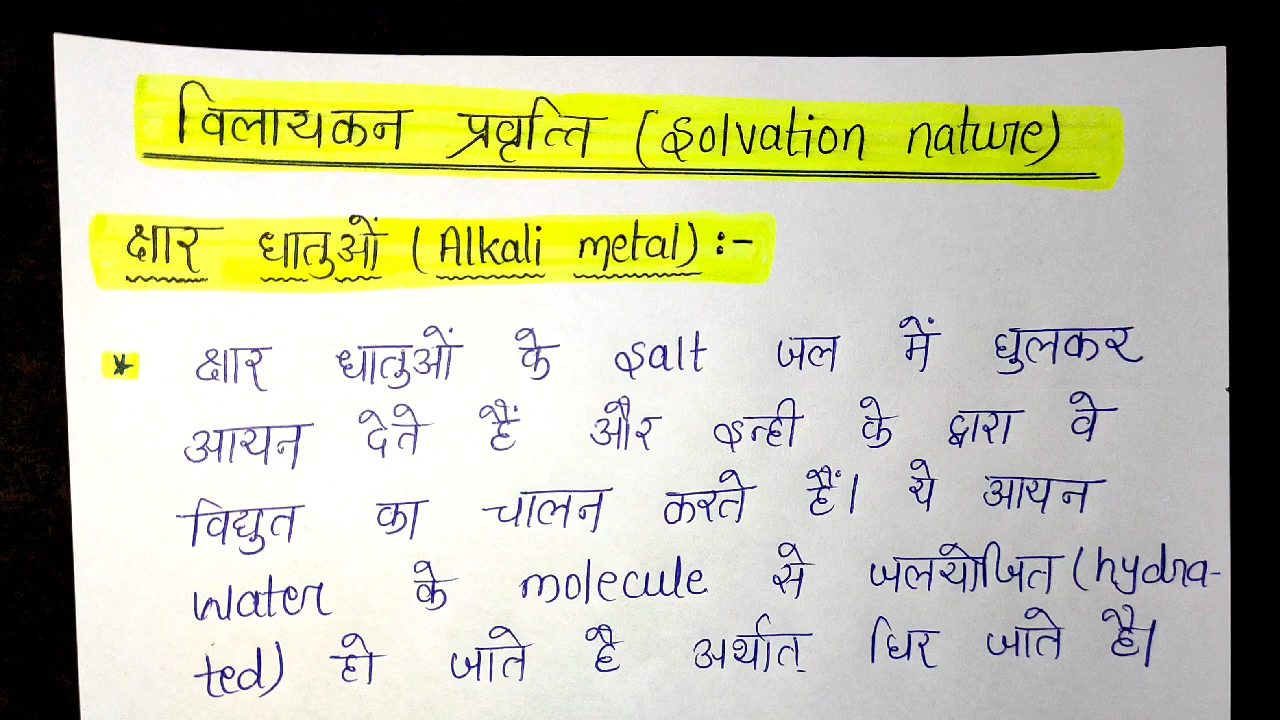 विलायकन प्रवृत्ति (Solvation nature)
क्षार धातुओं (Alkali metal) :-
* क्षार धातुओं के salt जल में घुलकर
आयन देते हैं और इन्ही के द्वारा वे
विद्युत का चालन करते हैं। ये आयन
water के molecule से जलयोजित (hydra-
ted) हो जाते है अर्थात् घिर जाते है।